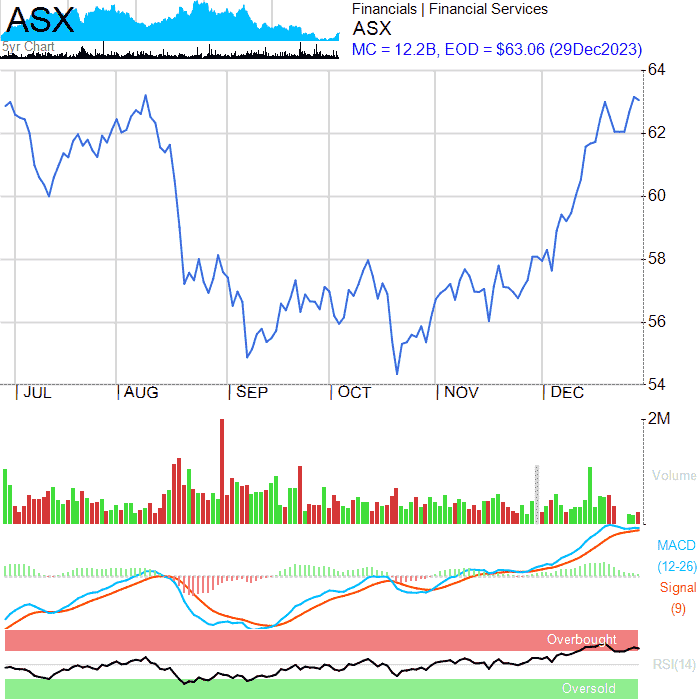 ASX
5yr Chart
Financials | Financial Services
ASX
MC = 12.2B, EOD = $63.06 (29Dec2023)
64
62
60
58
56
54
| JUL
| AUG
| SEP
| OCT
| NOV
| DEC
2M
Volume
MACD
(12-26)
Signal
(9)
Overbought
RSI(14)
Oversold